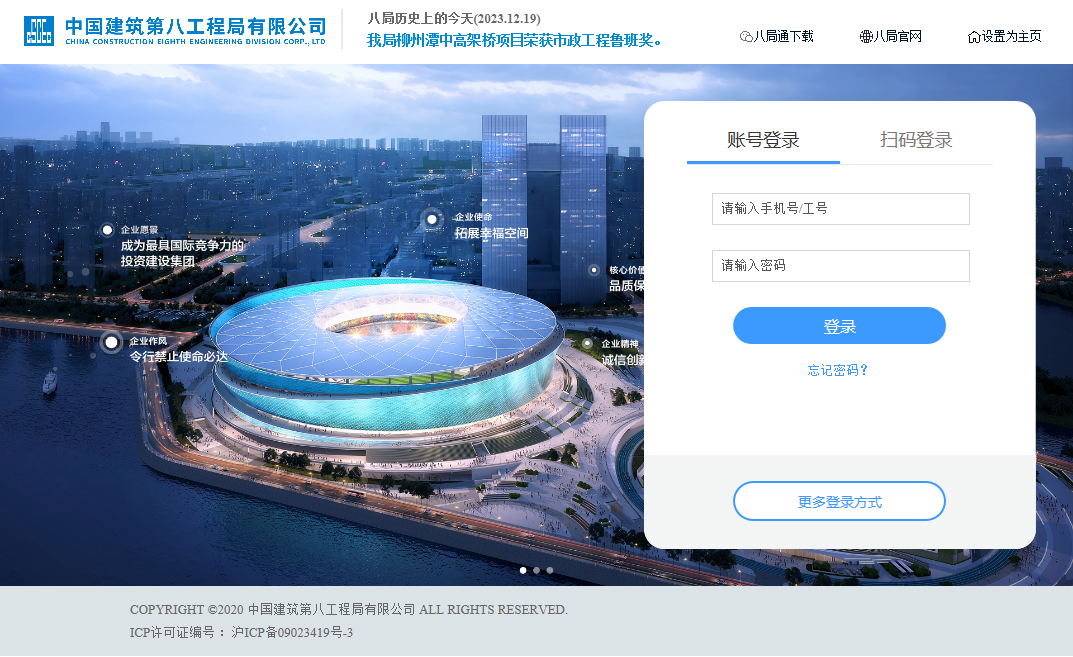 中国建筑第八工程局有限公司
CHINA CONSTRUCTION EIGHTH ENGINEERING DIVISION CORP., LTD
八局历史上的今天(2023.12.19)
我局柳州潭中高架桥项目荣获市政工程鲁班奖。
八局通下载
八局官网
设置为主页
账号登录
扫码登录
请输入手机号/工号
请输入密码
登录
忘记密码?
更多登录方式
企业愿景
成为最具国际竞争力的
投资建设集团
企业使命
拓展幸福空间
核心价值
品质保
企业作风
令行禁止使命必达
企业精神
诚信创新
COPYRIGHT ©2020 中国建筑第八工程局有限公司 ALL RIGHTS RESERVED.
ICP许可证编号 : 沪ICP备09023419号-3